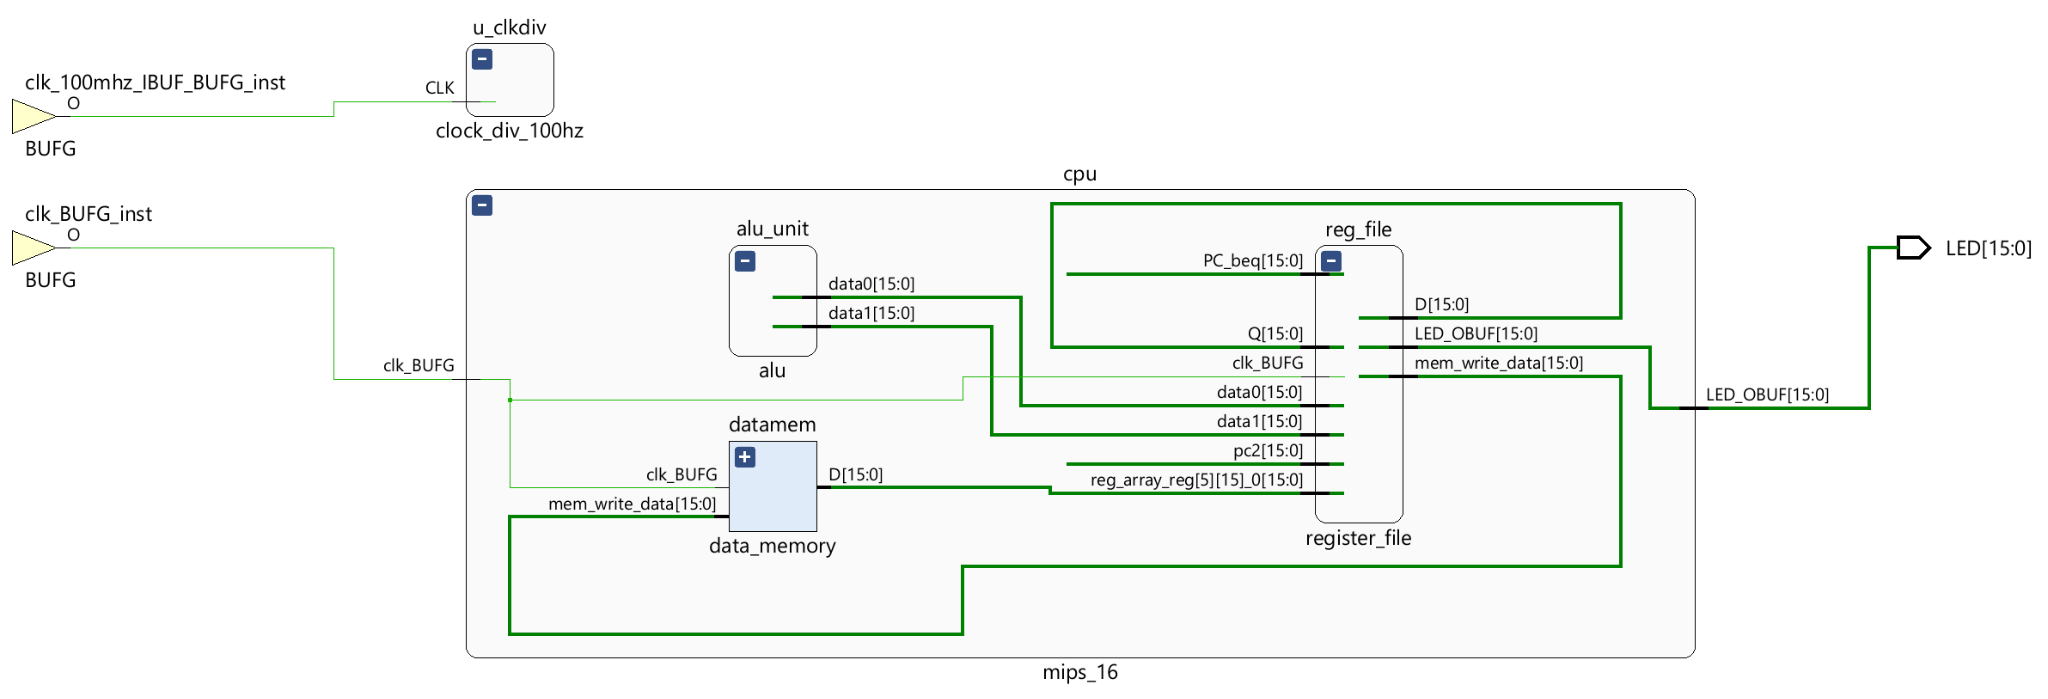 u_clkdiv
clk_100mhz_IBUF_BUFG_inst
O
CLK
BUFG
clock_div_100hz
cpu
clk_BUFG_inst
O
BUFG
alu_unit
data0[15:0]
data1[15:0]
alu
reg_file
PC_beq[15:0]
D[15:0]
Q[15:0]
LED_OBUF[15:0]
clk_BUFG
mem_write_data[15:0]
data0[15:0]
data1[15:0]
pc2[15:0]
reg_array_reg[5][15]_0[15:0]
register_file
clk_BUFG
datamem
clk_BUFG
D[15:0]
mem_write_data[15:0]
data_memory
LED_OBUF[15:0]
LED[15:0]
mips_16